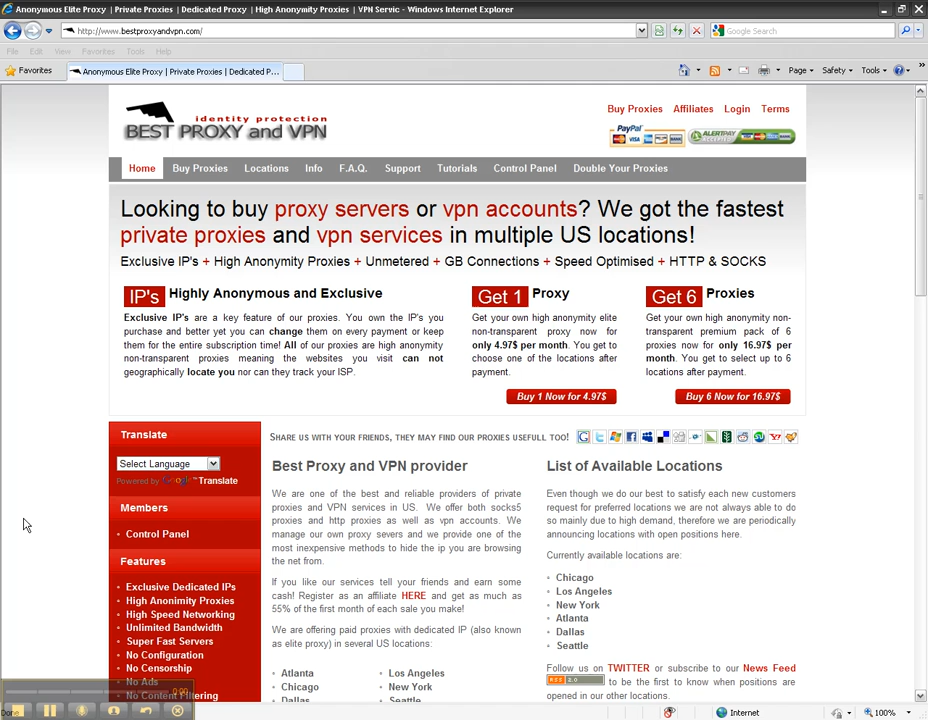 Anonymous Elite Proxy | Private Proxies | Dedicated Proxy | High Anonymity Proxies | VPN Servic - Windows Internet Explorer
http://www.bestproxyandvpn.com/
Google Search
File Edit View Favorites Tools Help
Favorites
Anonymous Elite Proxy | Private Proxies | Dedicated P...
Page Safety Tools
identity protection
BEST PROXY and VPN
Buy Proxies Affiliates Login Terms
PayPal
VISA
ALERTPAY
Home Buy Proxies Locations Info F.A.Q. Support Tutorials Control Panel Double Your Proxies
Looking to buy proxy servers or vpn accounts? We got the fastest
private proxies and vpn services in multiple US locations!
Exclusive IP's + High Anonymity Proxies + Unmetered + GB Connections + Speed Optimised + HTTP & SOCKS
IP's Highly Anonymous and Exclusive
Exclusive IP's are a key feature of our proxies. You own the IP's you
purchase and better yet you can change them on every payment or keep
them for the entire subscription time! All of our proxies are high anonymity
non-transparent proxies meaning the websites you visit can not
geographically locate you nor can they track your ISP.
Get 1 Proxy
Get your own high anonymity elite
non-transparent proxy now for
only 4.97$ per month. You get to
choose one of the locations after
payment.
Buy 1 Now for 4.97$
Get 6 Proxies
Get your own high anonymity non-
transparent premium pack of 6
proxies now for only 16.97$ per
month. You get to select up to 6
locations after payment.
Buy 6 Now for 16.97$
Translate
Select Language
Powered by Google™Translate
Members
Control Panel
Features
Exclusive Dedicated IPs
High Anonimity Proxies
High Speed Networking
Unlimited Bandwidth
Super Fast Servers
No Configuration
No Censorship
No Ads
No Content Filtering
0:00
SHARE US WITH YOUR FRIENDS, THEY MAY FIND OUR PROXIES USEFULL TOO!
Best Proxy and VPN provider
We are one of the best and reliable providers of private
proxies and VPN services in US. We offer both socks5
proxies and http proxies as well as vpn accounts. We
manage our own proxy severs and we provide one of the
most inexpensive methods to hide the ip you are browsing
the net from.
If you like our services tell your friends and earn some
cash! Register as an affiliate HERE and get as much as
55% of the first month of each sale you make!
We are offering paid proxies with dedicated IP (also known
as elite proxy) in several US locations:
Atlanta
Chicago
Dallas
Los Angeles
New York
Seattle
List of Available Locations
Even though we do our best to satisfy each new customers
request for preferred locations we are not always able to do
so mainly due to high demand, therefore we are periodically
announcing locations with open positions here.
Currently available locations are:
Chicago
Los Angeles
New York
Atlanta
Dallas
Seattle
Follow us on TWITTER or subscribe to our News Feed
RSS 2.0 to be the first to know when positions are
opened in our other locations.
Done
Internet
100%